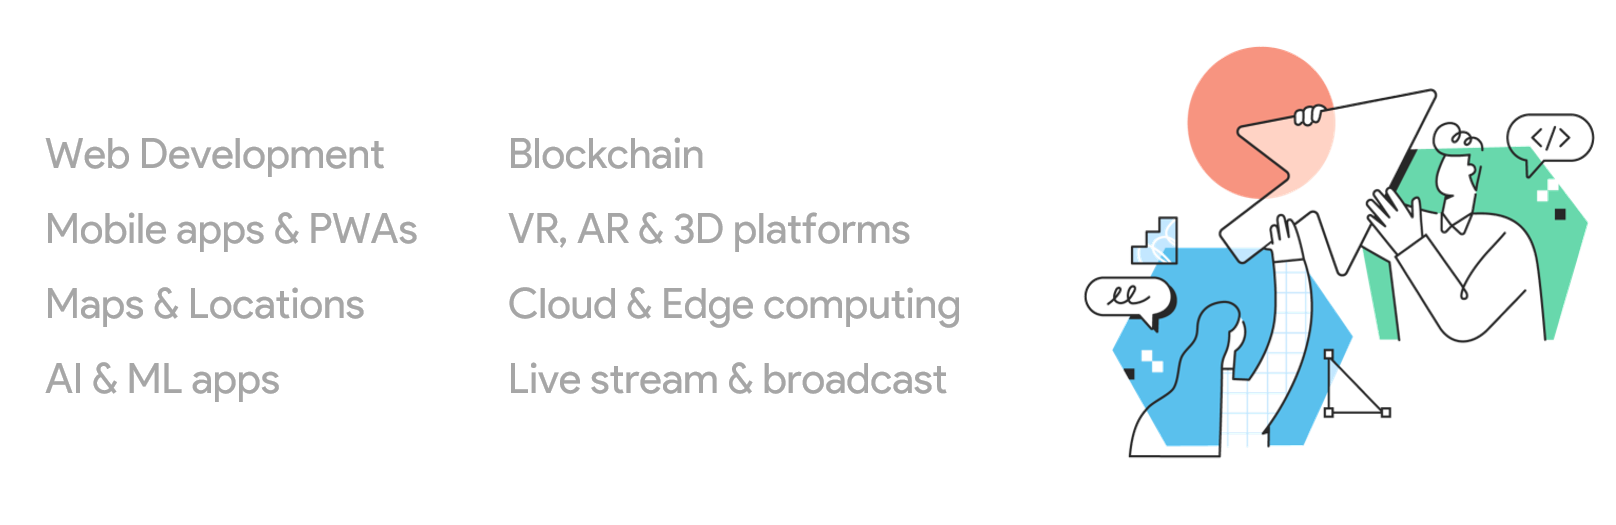 Web Development
Mobile apps & PWAs
Maps & Locations
AI & ML apps
Blockchain
VR, AR & 3D platforms
Cloud & Edge computing
Live stream & broadcast
</>